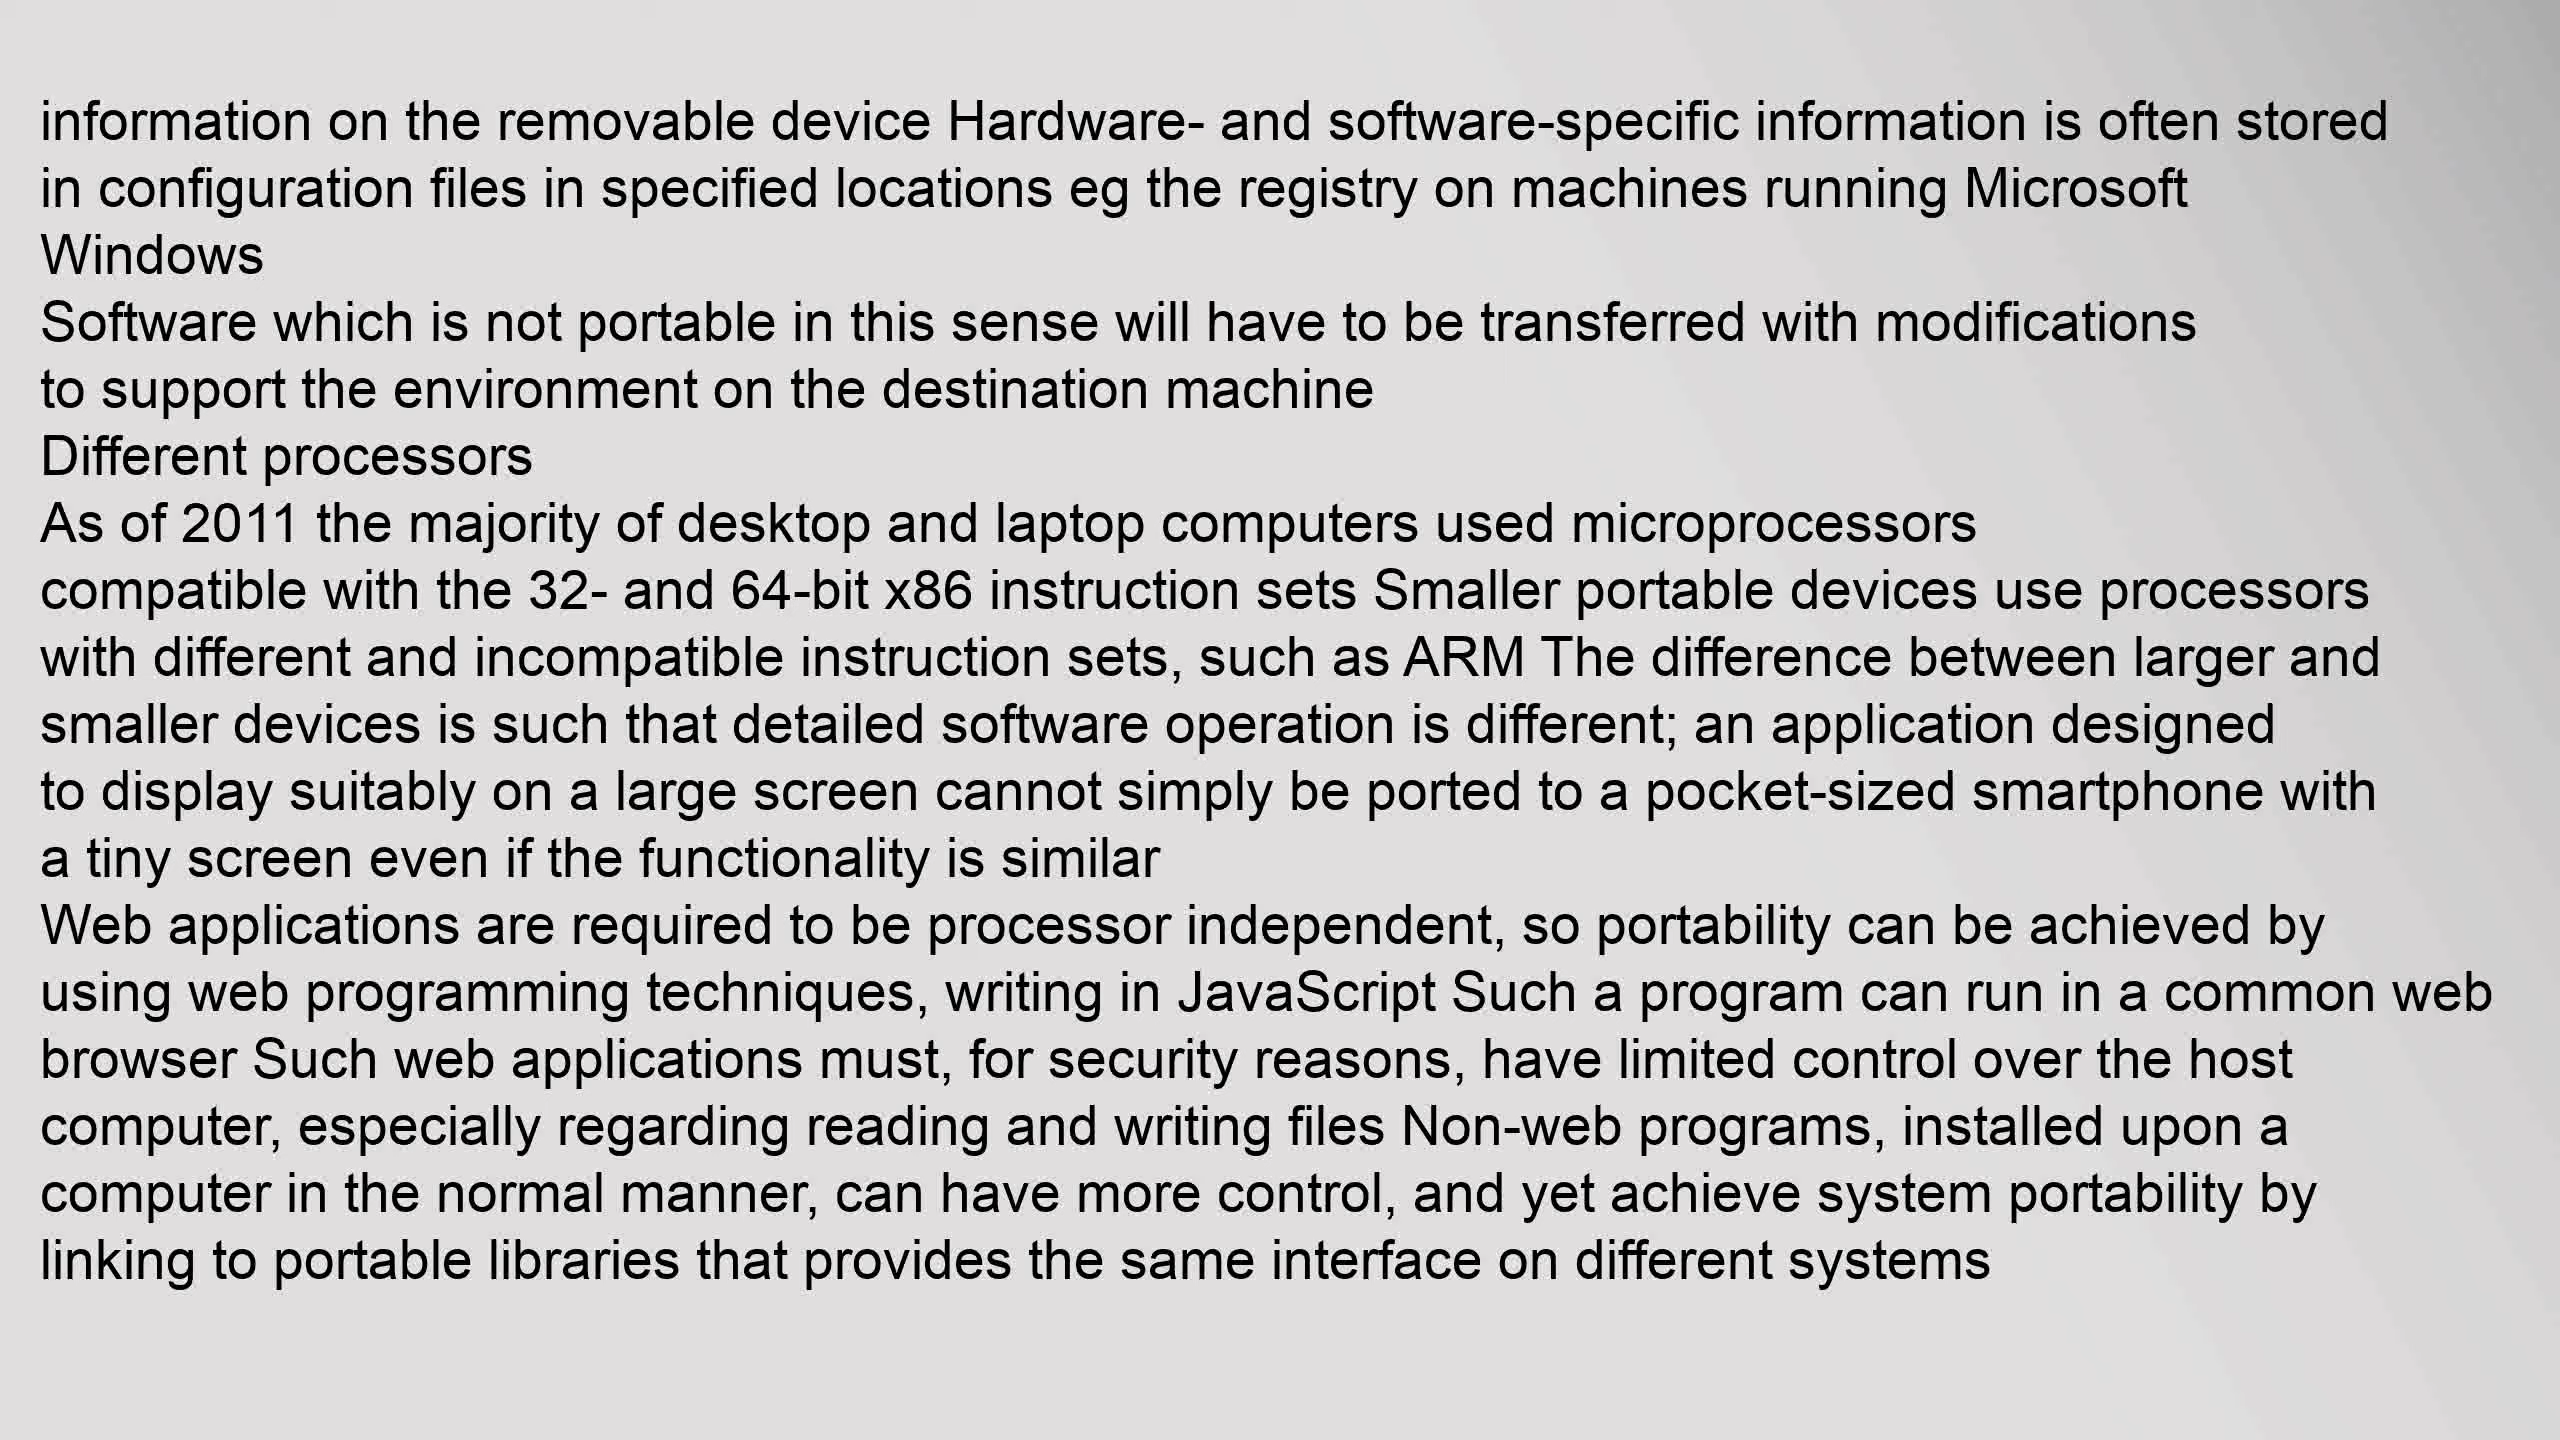 information on the removable device Hardware- and software-specific information is often stored
in configuration files in specified locations eg the registry on machines running Microsoft
Windows
Software which is not portable in this sense will have to be transferred with modifications
to support the environment on the destination machine
Different processors
As of 2011 the majority of desktop and laptop computers used microprocessors
compatible with the 32- and 64-bit x86 instruction sets Smaller portable devices use processors
with different and incompatible instruction sets, such as ARM The difference between larger and
smaller devices is such that detailed software operation is different; an application designed
to display suitably on a large screen cannot simply be ported to a pocket-sized smartphone with
a tiny screen even if the functionality is similar
Web applications are required to be processor independent, so portability can be achieved by
using web programming techniques, writing in JavaScript Such a program can run in a common web
browser Such web applications must, for security reasons, have limited control over the host
computer, especially regarding reading and writing files Non-web programs, installed upon a
computer in the normal manner, can have more control, and yet achieve system portability by
linking to portable libraries that provides the same interface on different systems